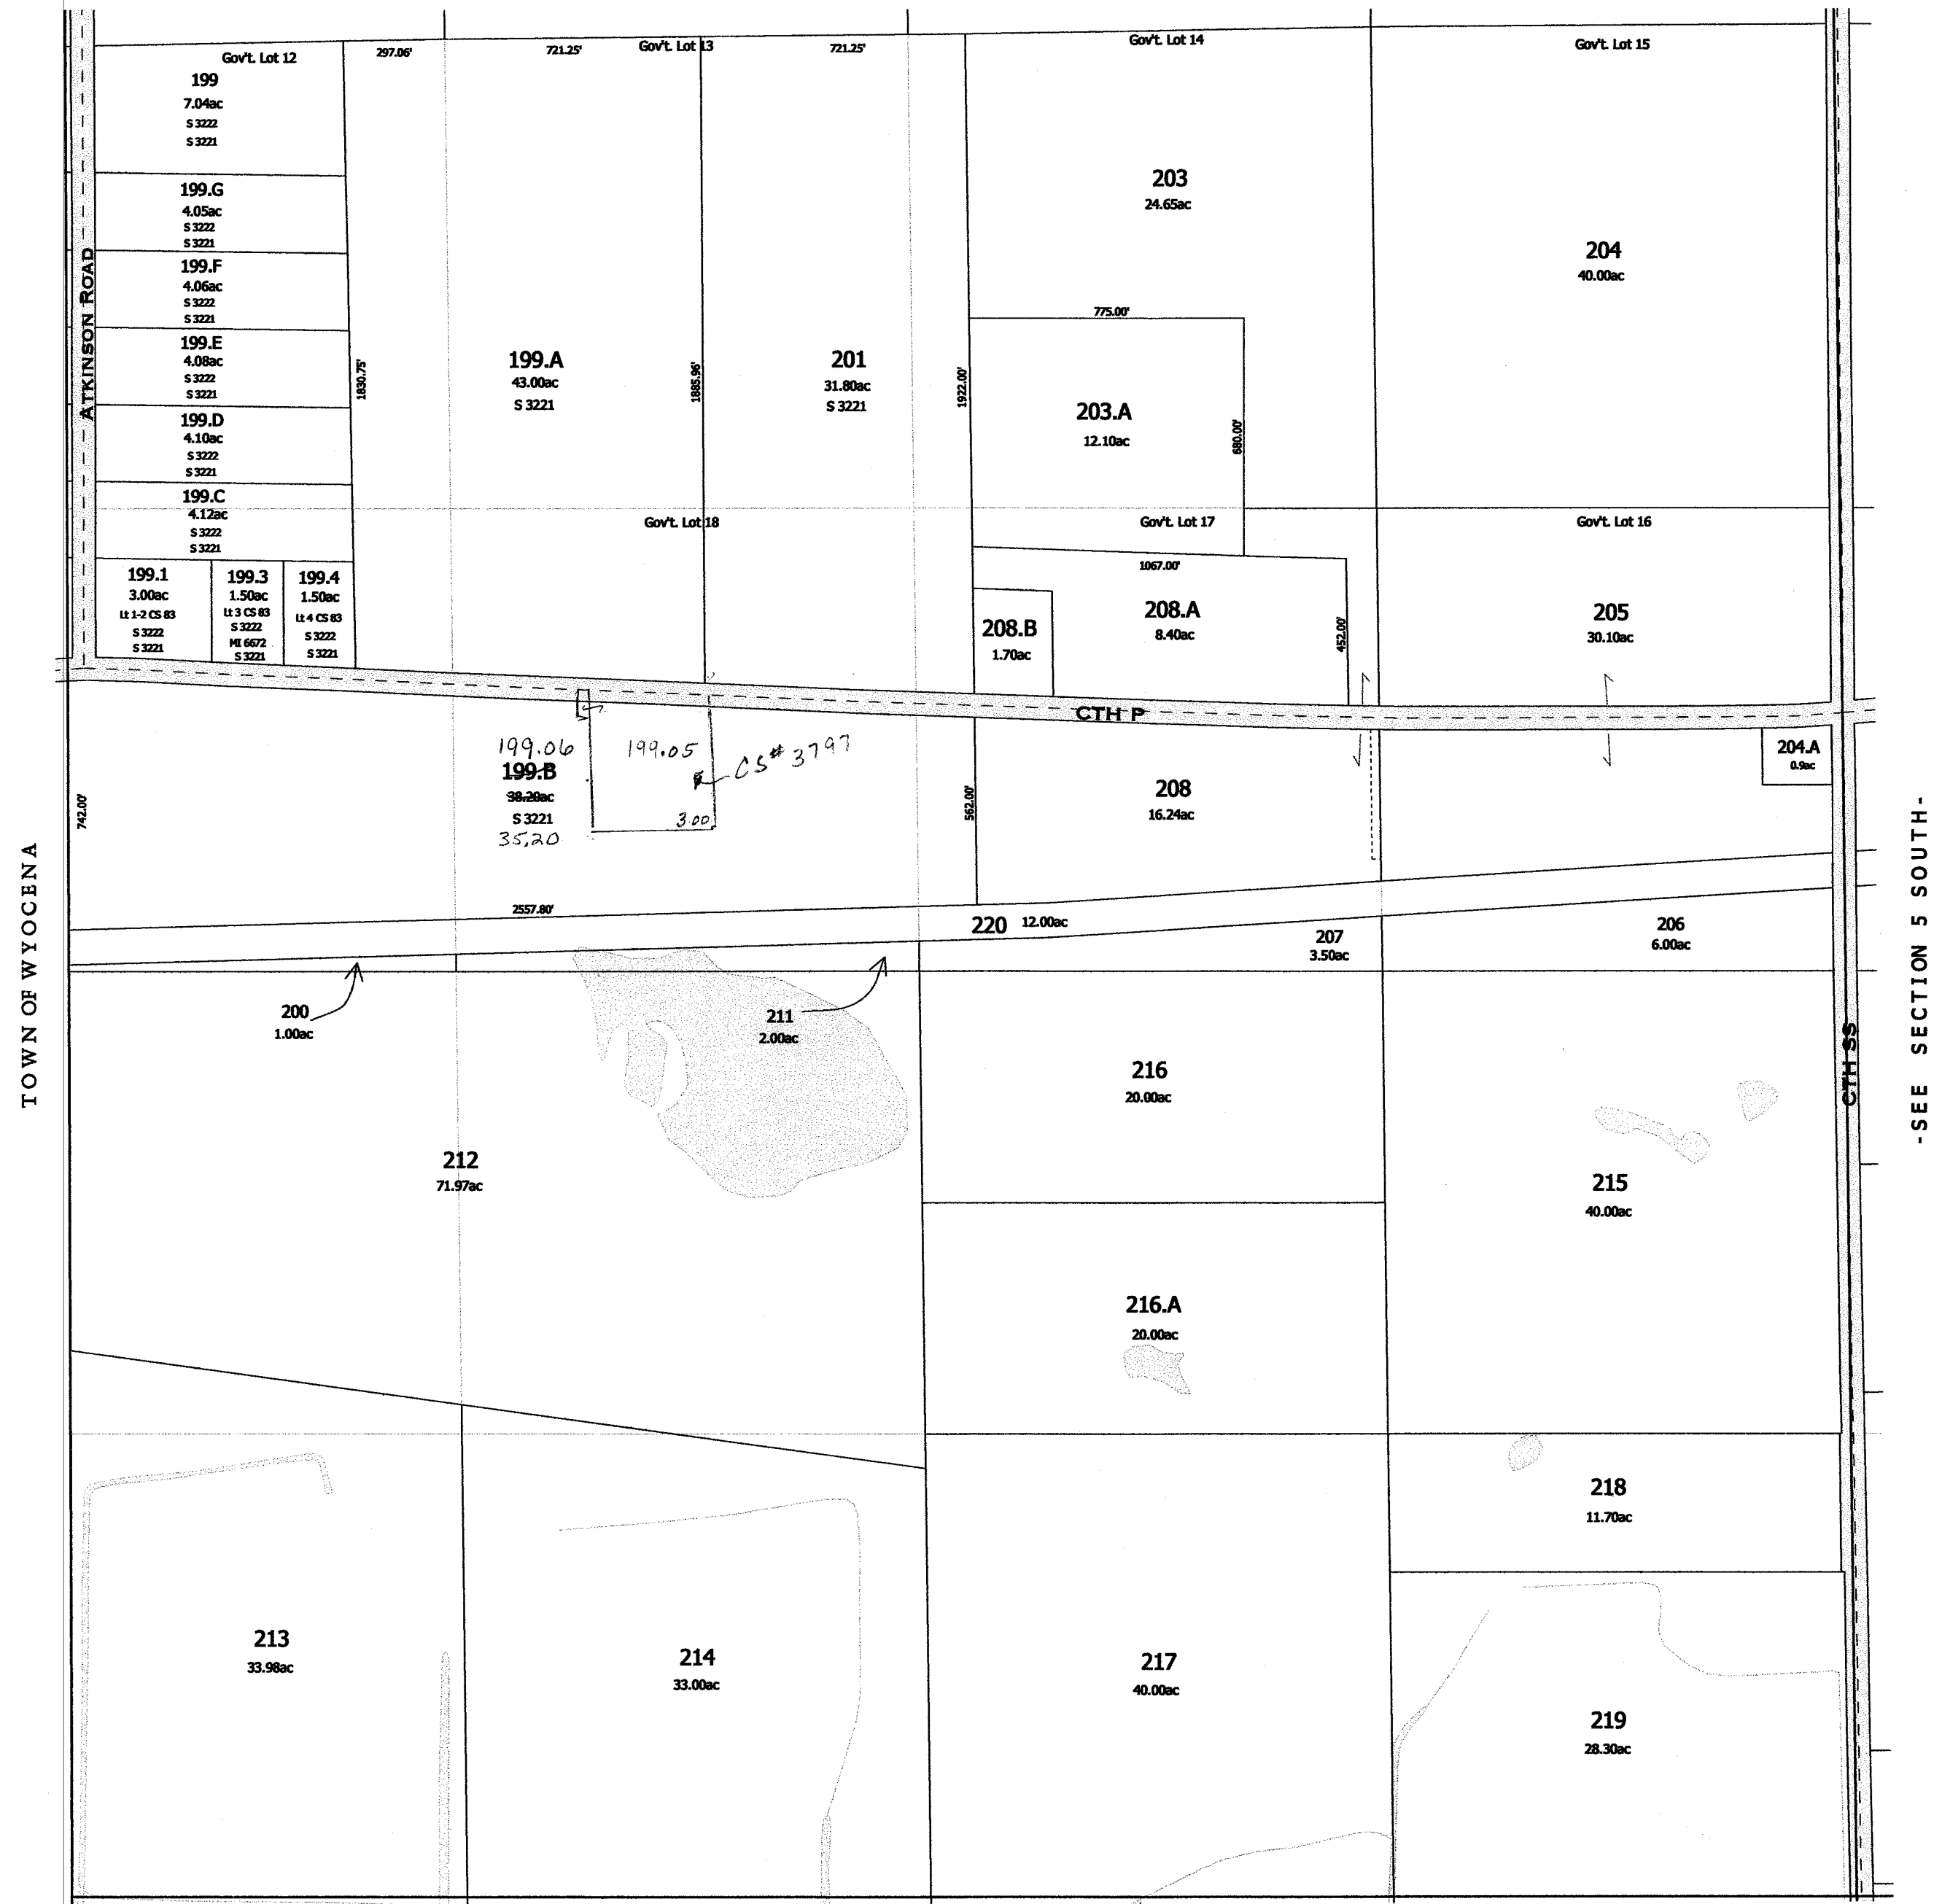 Gov't. Lot 12
297.06'
721.25'
Gov't. Lot 13
721.25'
Gov't. Lot 14
Gov't. Lot 15
199
7.04ac
S 3222
S 3221
199.G
4.05ac
S 3222
S 3221
199.F
4.06ac
S 3222
S 3221
199.E
4.08ac
S 3222
S 3221
199.D
4.10ac
S 3222
S 3221
199.C
4.12ac
S 3222
S 3221
199.1
3.00ac
Lt 1-2 CS 83
S 3222
S 3221
199.3
1.50ac
Lt 3 CS 83
S 3222
MI 6672
S 3221
199.4
1.50ac
Lt 4 CS 83
S 3222
S 3221
ATKINSON ROAD
1830.75'
199.A
43.00ac
S 3221
1885.96'
201
31.80ac
S 3221
1922.00'
203
24.65ac
775.00'
203.A
12.10ac
680.00'
204
40.00ac
Gov't. Lot 18
Gov't. Lot 17
Gov't. Lot 16
1067.00'
208.B
1.70ac
208.A
8.40ac
452.00'
205
30.10ac
CTH P
199.06
199.B
38.20ac
S 3221
35.20
199.05
3.00
CS# 3797
742.00'
562.00'
208
16.24ac
204.A
0.9ac
2557.80'
220 12.00ac
207
3.50ac
206
6.00ac
200
1.00ac
211
2.00ac
TOWN OF WYOCENA
-SEE SECTION 5 SOUTH-
CTH SS
212
71.97ac
216
20.00ac
215
40.00ac
216.A
20.00ac
218
11.70ac
213
33.98ac
214
33.00ac
217
40.00ac
219
28.30ac